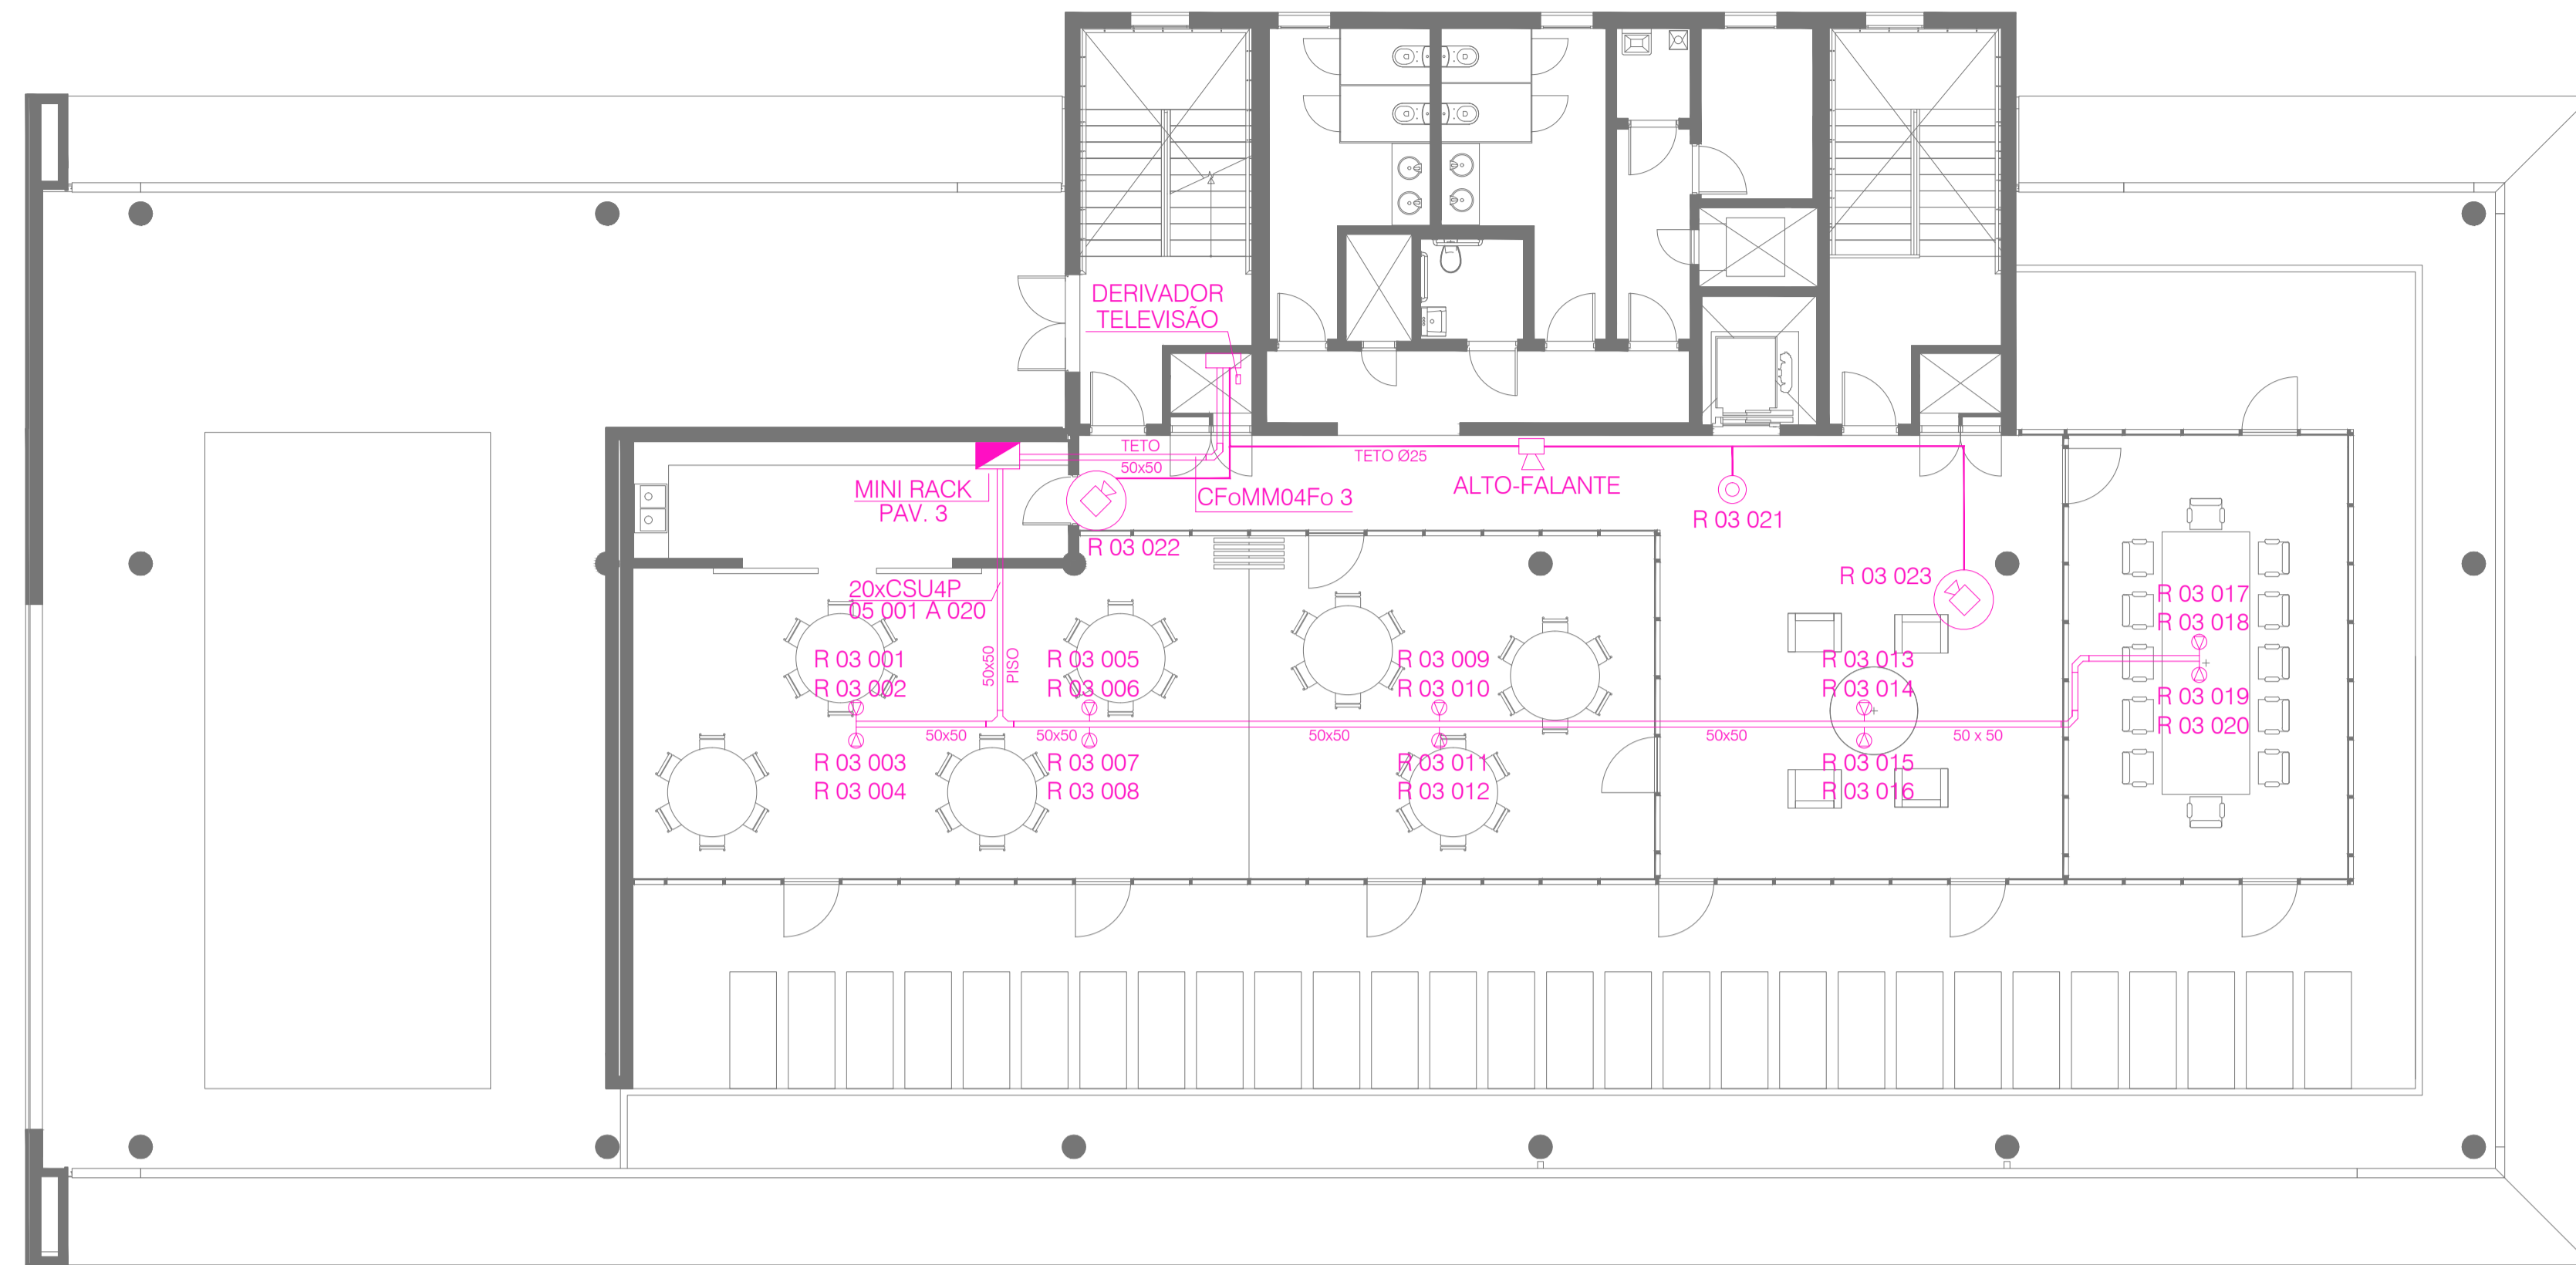 DERIVADOR
TELEVISÃO
TETO
50x50
TETO Ø25
MINI RACK
PAV. 3
CFoMM04Fo 3
ALTO-FALANTE
R 03 021
R 03 022
R 03 023
20xCSU4P
05 001 A 020
50x50
PISO
R 03 001
R 03 002
R 03 005
R 03 006
R 03 009
R 03 010
R 03 013
R 03 014
R 03 017
R 03 018
R 03 019
R 03 020
50x50
50x50
50x50
50x50
50 x 50
R 03 003
R 03 004
R 03 007
R 03 008
R 03 011
R 03 012
R 03 015
R 03 016